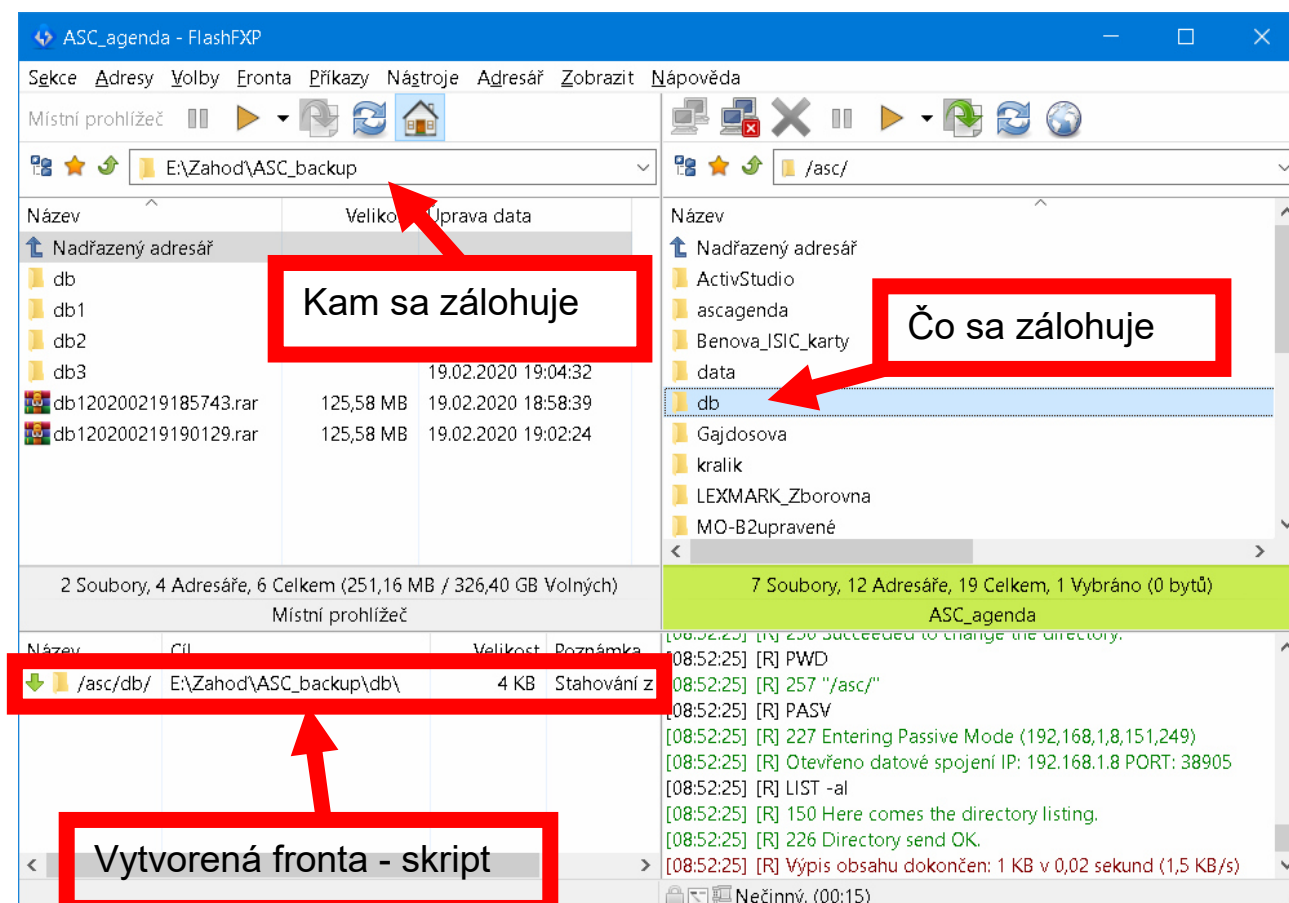 ASC_agenda - FlashFXP
Sekce Adresy Volby Fronta Příkazy Nástroje Adresář Zobrazit Nápověda
Místní prohlížeč
E:\Zahod\ASC_backup
Název Úprava data
Nadřazený adresář
db
db1
db2
db3 19.02.2020 19:04:32
db120200219185743.rar 125,58 MB 19.02.2020 18:58:39
db120200219190129.rar 125,58 MB 19.02.2020 19:02:24
Kam sa zálohuje
2 Soubory, 4 Adresáře, 6 Celkem (251,16 MB / 326,40 GB Volných)
Místní prohlížeč
/asc/
Název
Nadřazený adresář
ActivStudio
ascagenda
Benova_ISIC_karty
data
db
Gajdosova
kralik
LEXMARK_Zborovna
MO-B2upravené
Čo sa zálohuje
7 Soubory, 12 Adresáře, 19 Celkem, 1 Vybráno (0 bytů)
ASC_agenda
Název Cíl Velikost Poznámka
/asc/db/ E:\Zahod\ASC_backup\db\ 4 KB Stahování z
Vytvorená fronta - skript
[08:52:25] [R] 250 Succeeded to change the directory.
[08:52:25] [R] PWD
[08:52:25] [R] 257 "/asc/"
[08:52:25] [R] PASV
[08:52:25] [R] 227 Entering Passive Mode (192,168,1,8,151,249)
[08:52:25] [R] Otevřeno datové spojení IP: 192.168.1.8 PORT: 38905
[08:52:25] [R] LIST -al
[08:52:25] [R] 150 Here comes the directory listing.
[08:52:25] [R] 226 Directory send OK.
[08:52:25] [R] Výpis obsahu dokončen: 1 KB v 0,02 sekund (1,5 KB/s)
Nečinný. (00:15)